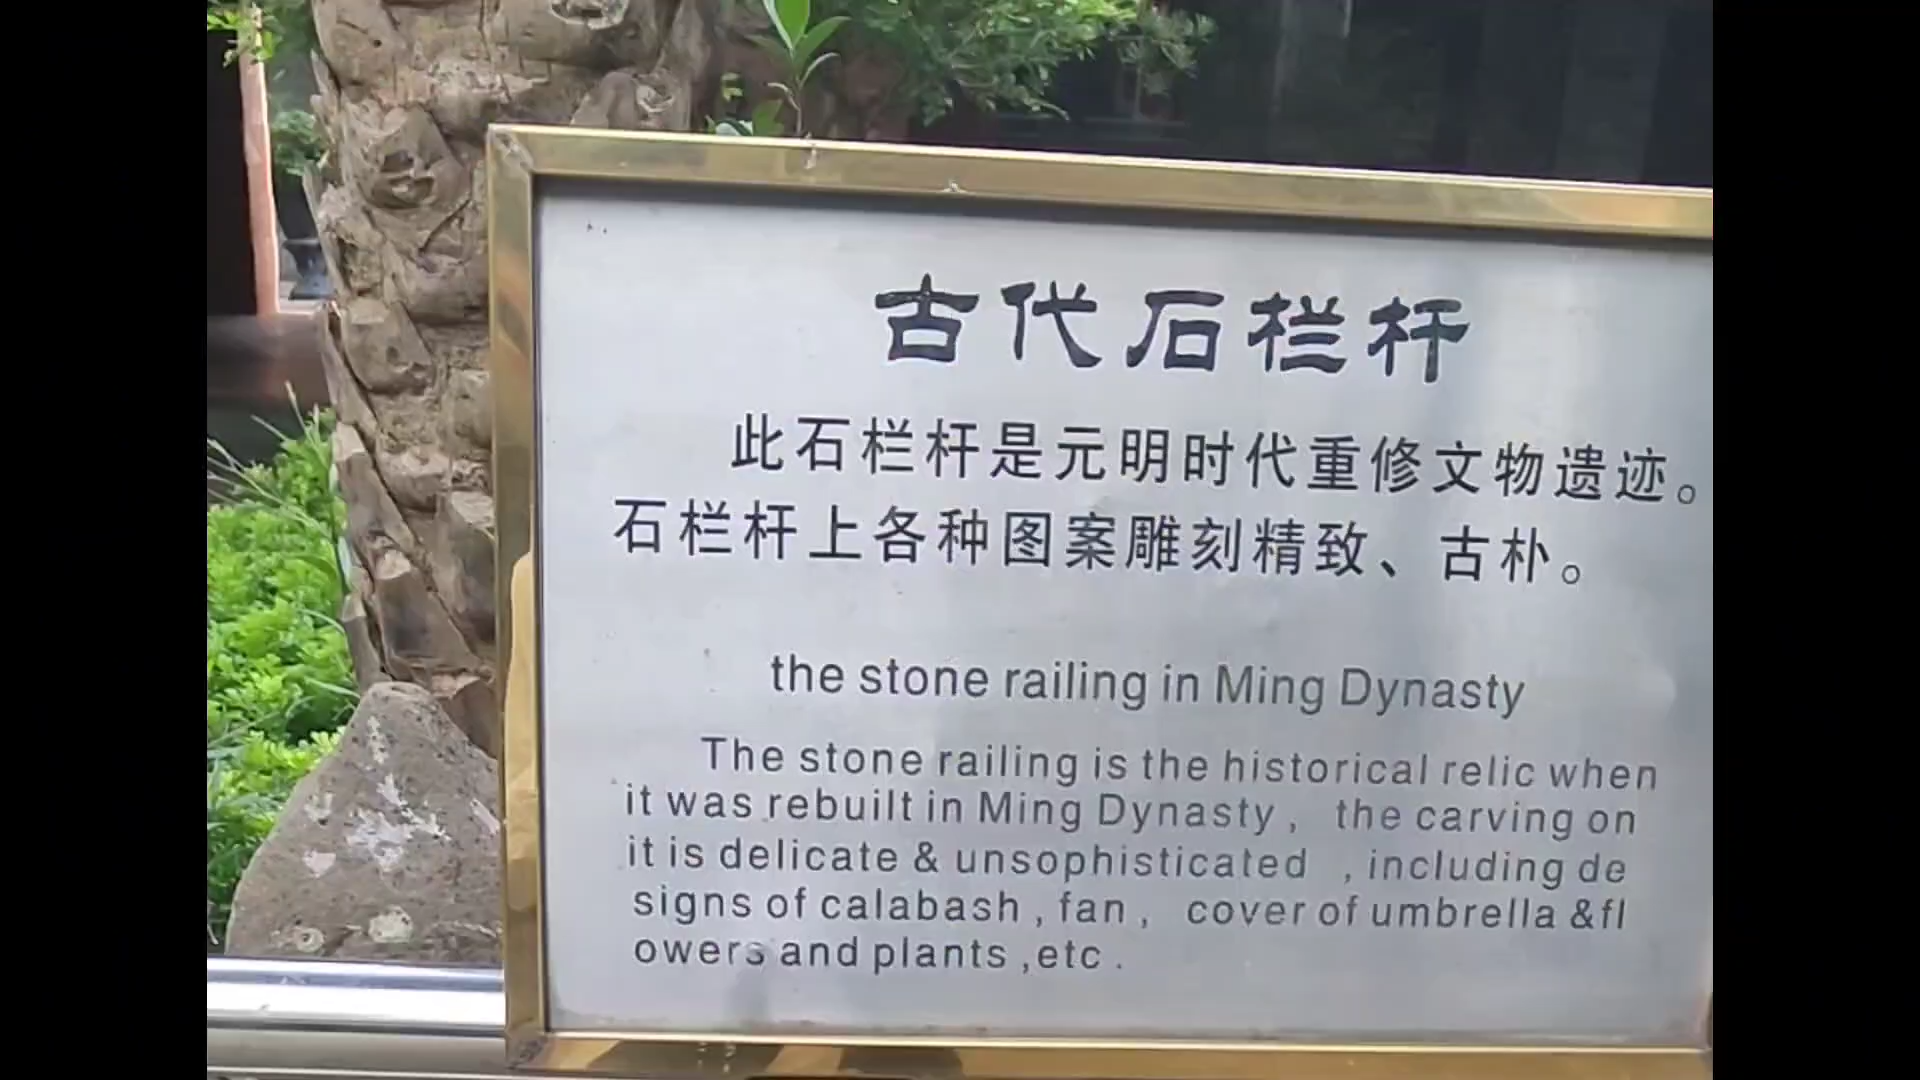 古代石栏杆
此石栏杆是元明时代重修文物遗迹。
石栏杆上各种图案雕刻精致、古朴。
the stone railing in Ming Dynasty
The stone railing is the historical relic when
it was rebuilt in Ming Dynasty, the carving on
it is delicate & unsophisticated , including de
signs of calabash , fan , cover of umbrella &fl
owers and plants ,etc .